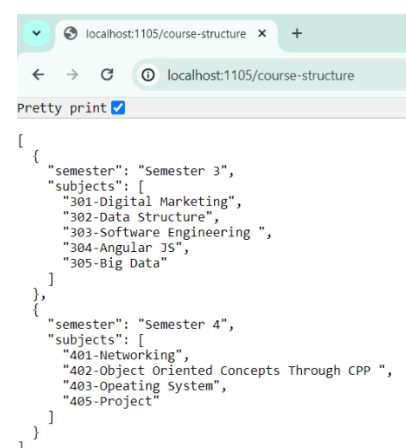 localhost:1105/course-structure
localhost:1105/course-structure
Pretty print
[
{
"semester": "Semester 3",
"subjects": [
"301-Digital Marketing",
"302-Data Structure",
"303-Software Engineering ",
"304-Angular JS",
"305-Big Data"
]
},
{
"semester": "Semester 4",
"subjects": [
"401-Networking",
"402-Object Oriented Concepts Through CPP ",
"403-Opeating System",
"405-Project"
]
}
]